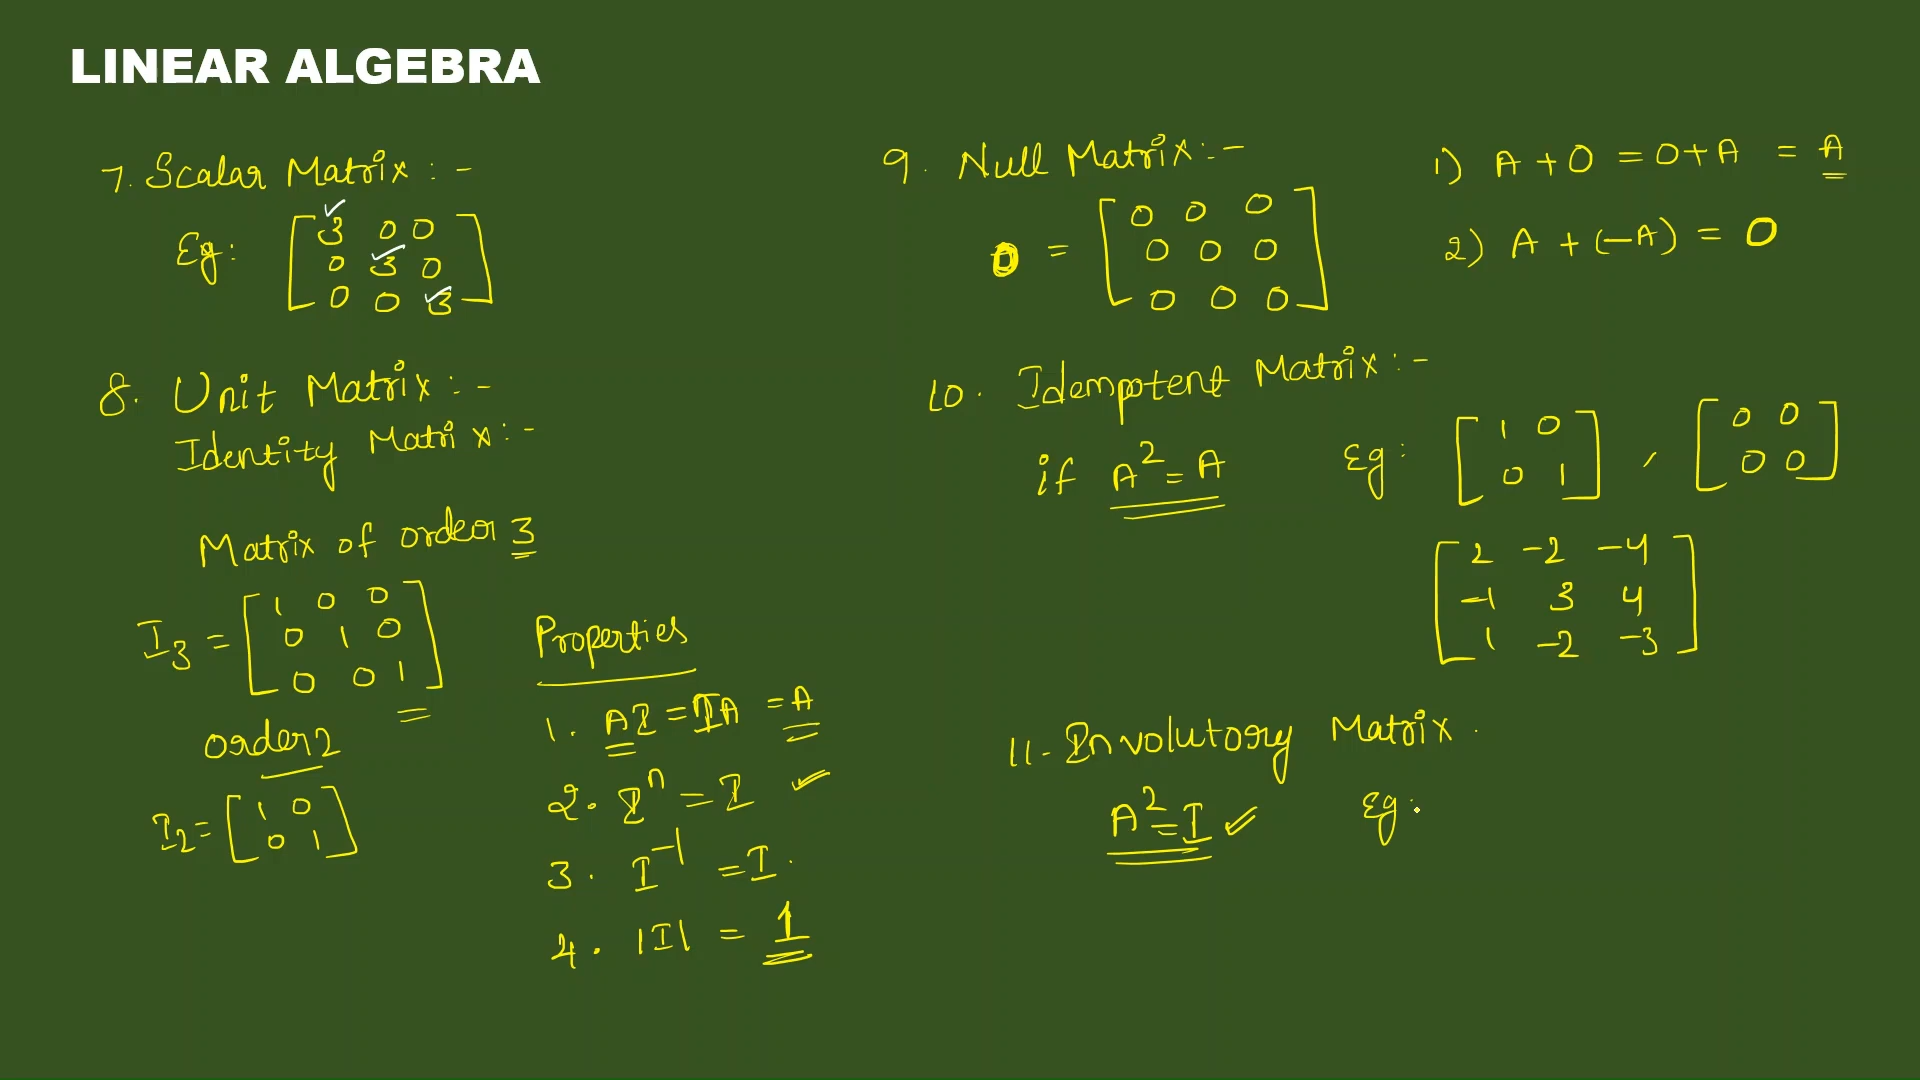 LINEAR ALGEBRA
7. Scalar Matrix :-
Eg: [3 0 0
0 3 0
0 0 3]
8. Unit Matrix :-
Identity Matrix :-
Matrix of order 3
I3 = [1 0 0
0 1 0
0 0 1]
order 2
I2 = [1 0
0 1]
Properties
1. AI = IA = A
2. I^n = I ✓
3. I^-1 = I.
4. |I| = 1
9. Null Matrix :-
0 = [0 0 0
0 0 0
0 0 0]
1) A + 0 = 0 + A = A
2) A + (-A) = 0
10. Idempotent Matrix :-
if A^2 = A
Eg: [1 0
0 1] , [0 0
0 0]
[2 -2 -4
-1 3 4
1 -2 -3]
11- Involutory Matrix.
A^2 = I ✓
Eg: